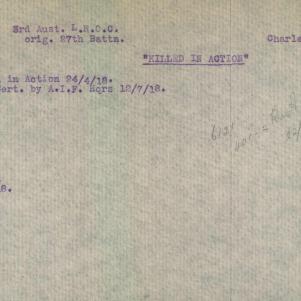 3rd Aust. L.R.O.C. Charle
orig. 27th Battn.
"KILLED IN ACTION"
in Action 24/4/18.
ert. by A.I.F. Hqrs 12/7/18.
8.